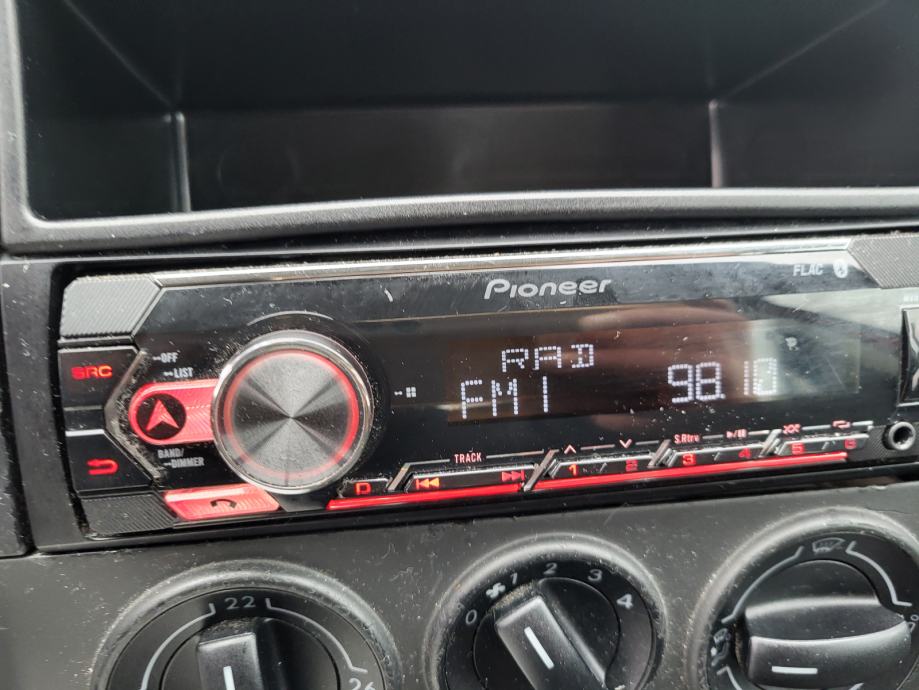 FLAC
Pioneer
OFF
LIST
SRC
RAD
FM1 98.10
BAND/
DIMMER
TRACK
S.Rtrv
P 1 2 3 4 5 6
22
26
0 1 2 3 4